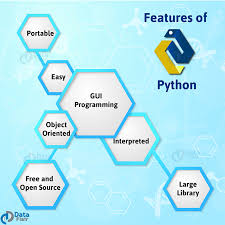 Features of
Python
Portable
Easy
GUI
Programming
Object
Oriented
Interpreted
Free and
Open Source
Large
Library
Data
Flair